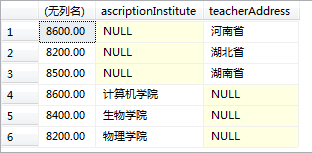 (无列名) ascriptionInstitute teacherAddress
1 8600.00 NULL 河南省
2 8200.00 NULL 湖北省
3 8500.00 NULL 湖南省
4 8600.00 计算机学院 NULL
5 8400.00 生物学院 NULL
6 8200.00 物理学院 NULL